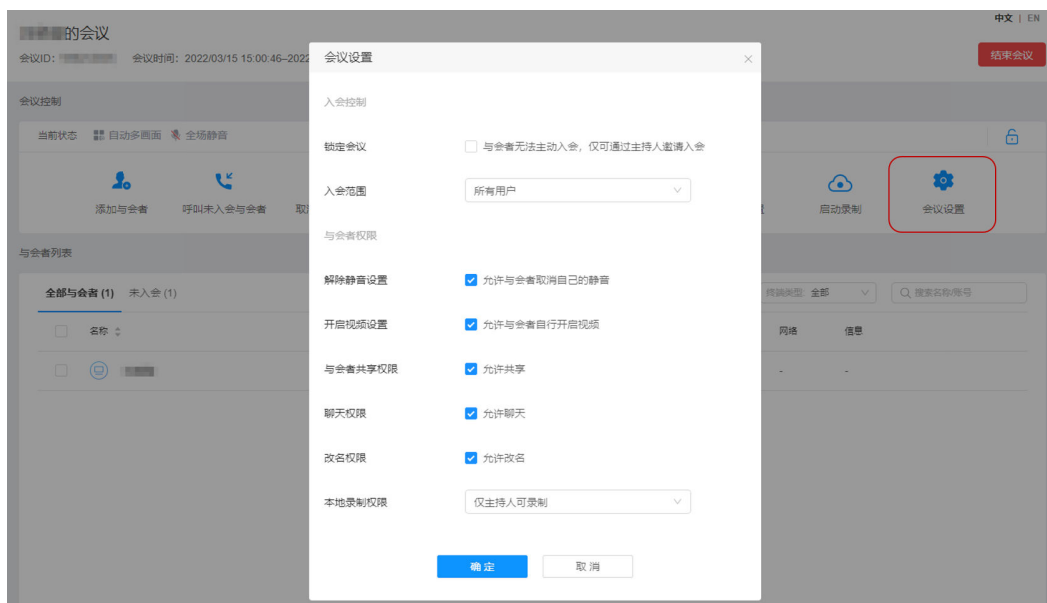 中文 | EN
的会议
会议ID: 会议时间: 2022/03/15 15:00:46–2022
结束会议
会议控制
当前状态 自动多画面 全场静音
添加与会者 呼叫未入会与会者 启动录制 会议设置
与会者列表
全部与会者 (1) 未入会 (1) 终端类型: 全部 搜索名称/账号
名称 网络 信息
- -
会议设置
入会控制
锁定会议 与会者无法主动入会，仅可通过主持人邀请入会
入会范围 所有用户
与会者权限
解除静音设置 允许与会者取消自己的静音
开启视频设置 允许与会者自行开启视频
与会者共享权限 允许共享
聊天权限 允许聊天
改名权限 允许改名
本地录制权限 仅主持人可录制
确定 取消